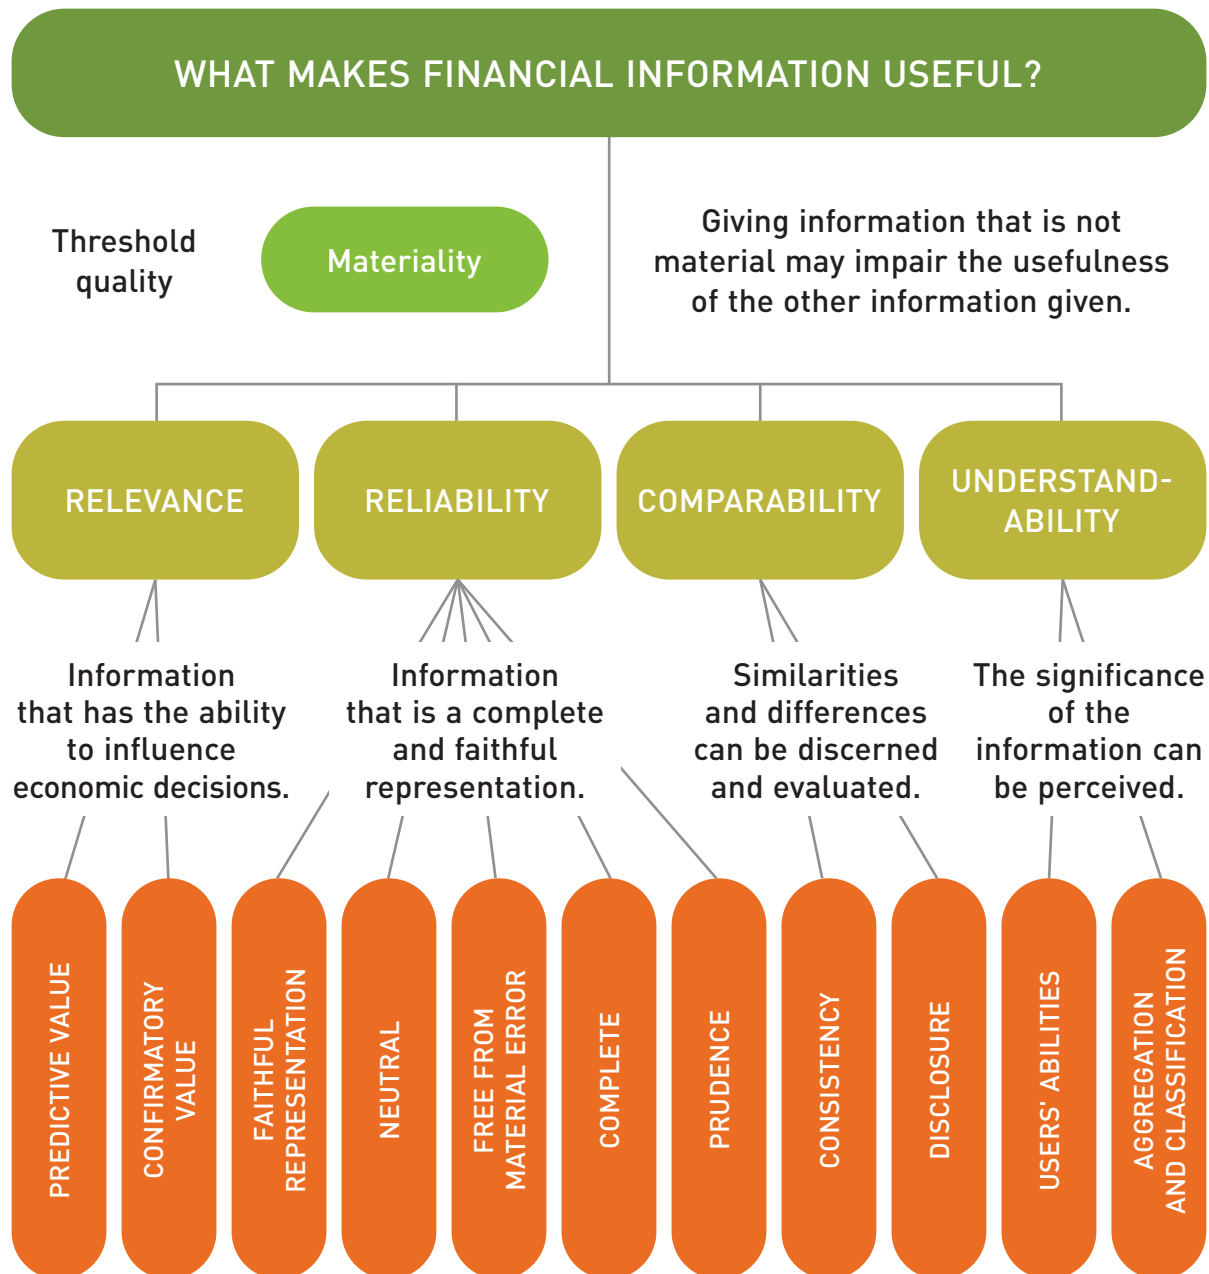 WHAT MAKES FINANCIAL INFORMATION USEFUL?
Threshold
quality
Materiality
Giving information that is not
material may impair the usefulness
of the other information given.
RELEVANCE
RELIABILITY
COMPARABILITY
UNDERSTAND-
ABILITY
Information
that has the ability
to influence
economic decisions.
Information
that is a complete
and faithful
representation.
Similarities
and differences
can be discerned
and evaluated.
The significance
of the
information can
be perceived.
PREDICTIVE VALUE
CONFIRMATORY
VALUE
FAITHFUL
REPRESENTATION
NEUTRAL
FREE FROM
MATERIAL ERROR
COMPLETE
PRUDENCE
CONSISTENCY
DISCLOSURE
USERS' ABILITIES
AGGREGATION
AND CLASSIFICATION